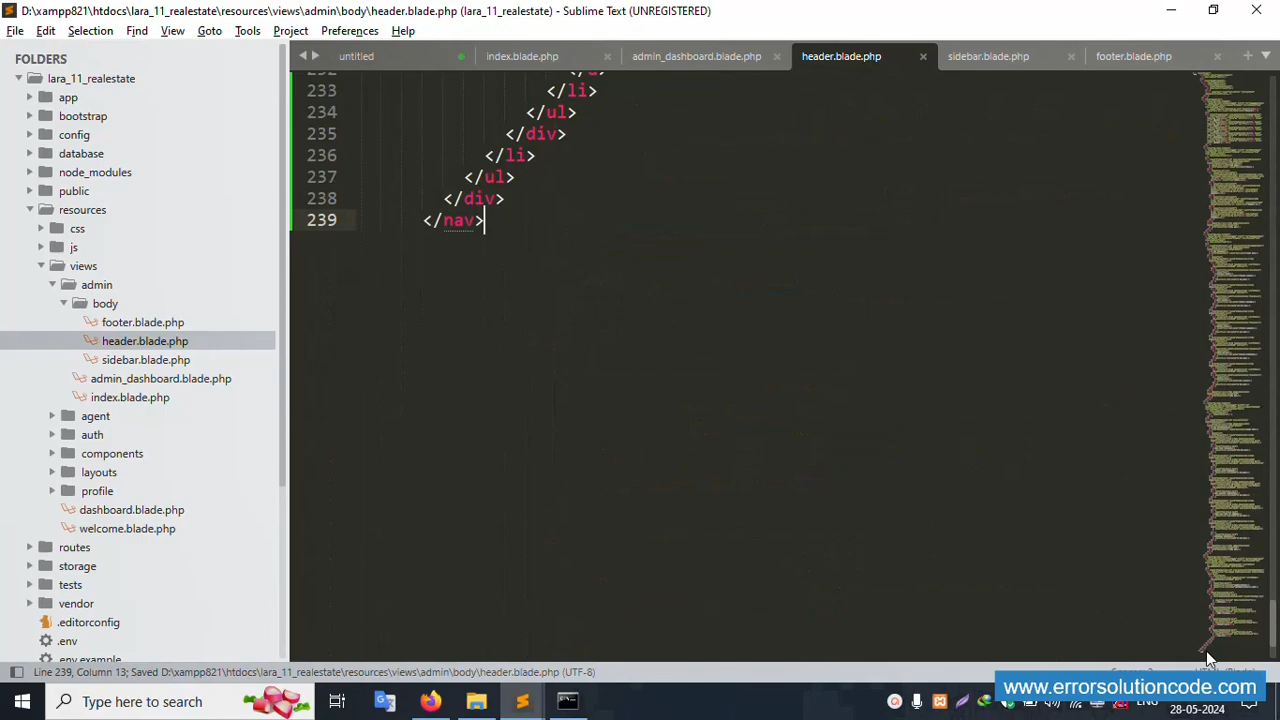 D:\xampp821\htdocs\lara_11_realestate\resources\views\admin\body\header.blade.php (lara_11_realestate) - Sublime Text (UNREGISTERED)
File Edit Selection Find View Goto Tools Project Preferences Help
FOLDERS
lara_11_realestate
app
bootstrap
config
database
node_modules
public
resources
css
js
views
admin
body
footer.blade.php
header.blade.php
sidebar.blade.php
admin_dashboard.blade.php
index.blade.php
agent
auth
components
layouts
profile
dashboard.blade.php
welcome.blade.php
routes
storage
tests
vendor
.editorconfig
.env
.env.example
untitled index.blade.php admin_dashboard.blade.php header.blade.php sidebar.blade.php footer.blade.php
232
233 </li>
234 </ul>
235 </div>
236 </li>
237 </ul>
238 </div>
239 </nav>
Line 239, Column 13; Saved D:\xampp821\htdocs\lara_11_realestate\resources\views\admin\body\header.blade.php (UTF-8)
www.errorsolutioncode.com
Type here to search
ENG
28-05-2024